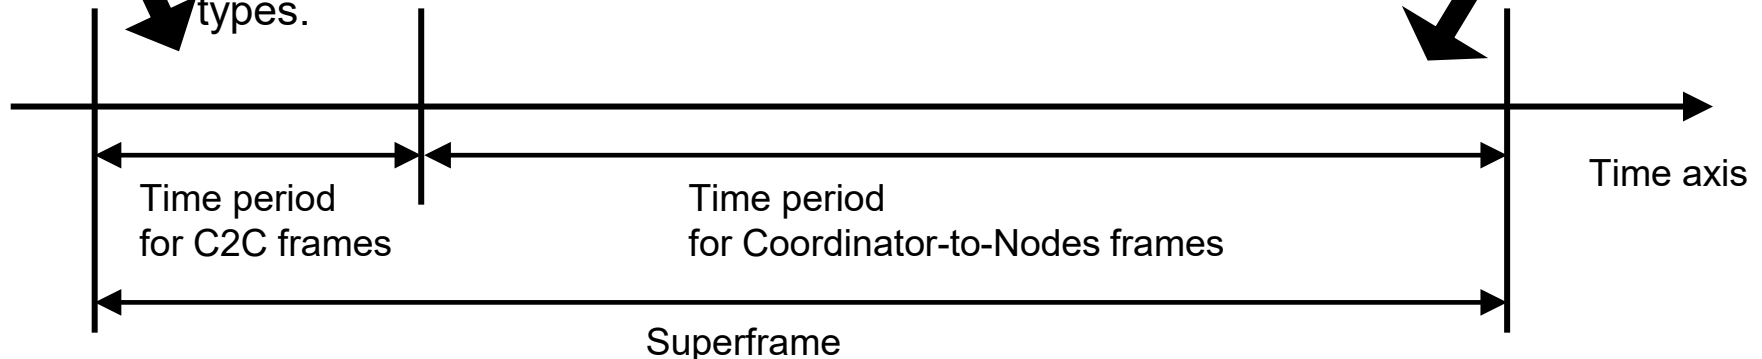 types.
Time axis
Time period
for C2C frames
Time period
for Coordinator-to-Nodes frames
Superframe